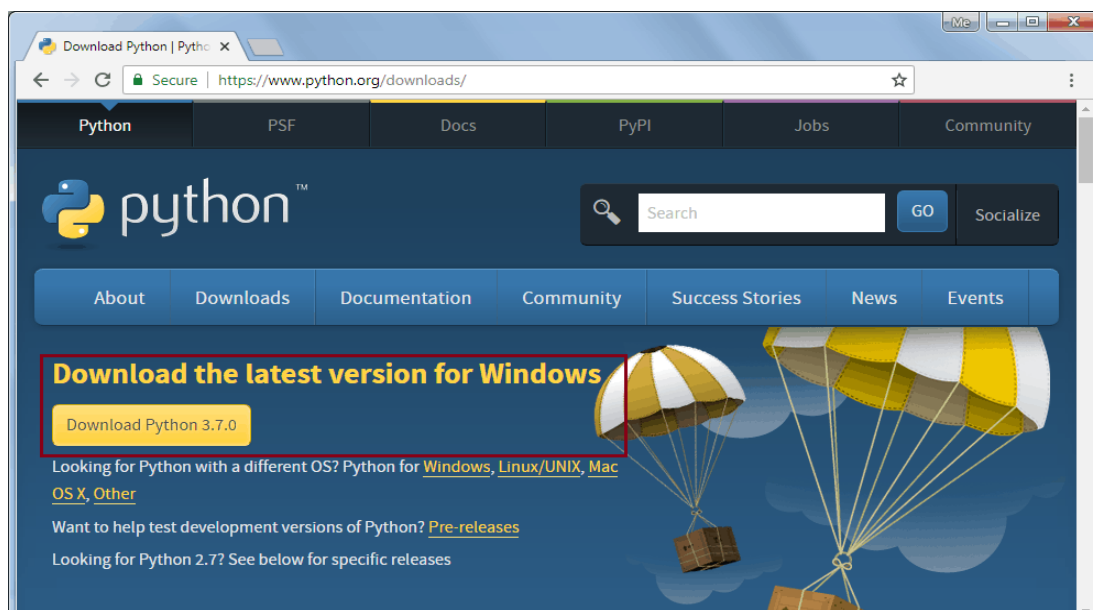 Me
Download Python | Pytho
Secure | https://www.python.org/downloads/
Python PSF Docs PyPI Jobs Community
python™
Search GO Socialize
About Downloads Documentation Community Success Stories News Events
Download the latest version for Windows
Download Python 3.7.0
Looking for Python with a different OS? Python for Windows, Linux/UNIX, Mac
OS X, Other
Want to help test development versions of Python? Pre-releases
Looking for Python 2.7? See below for specific releases